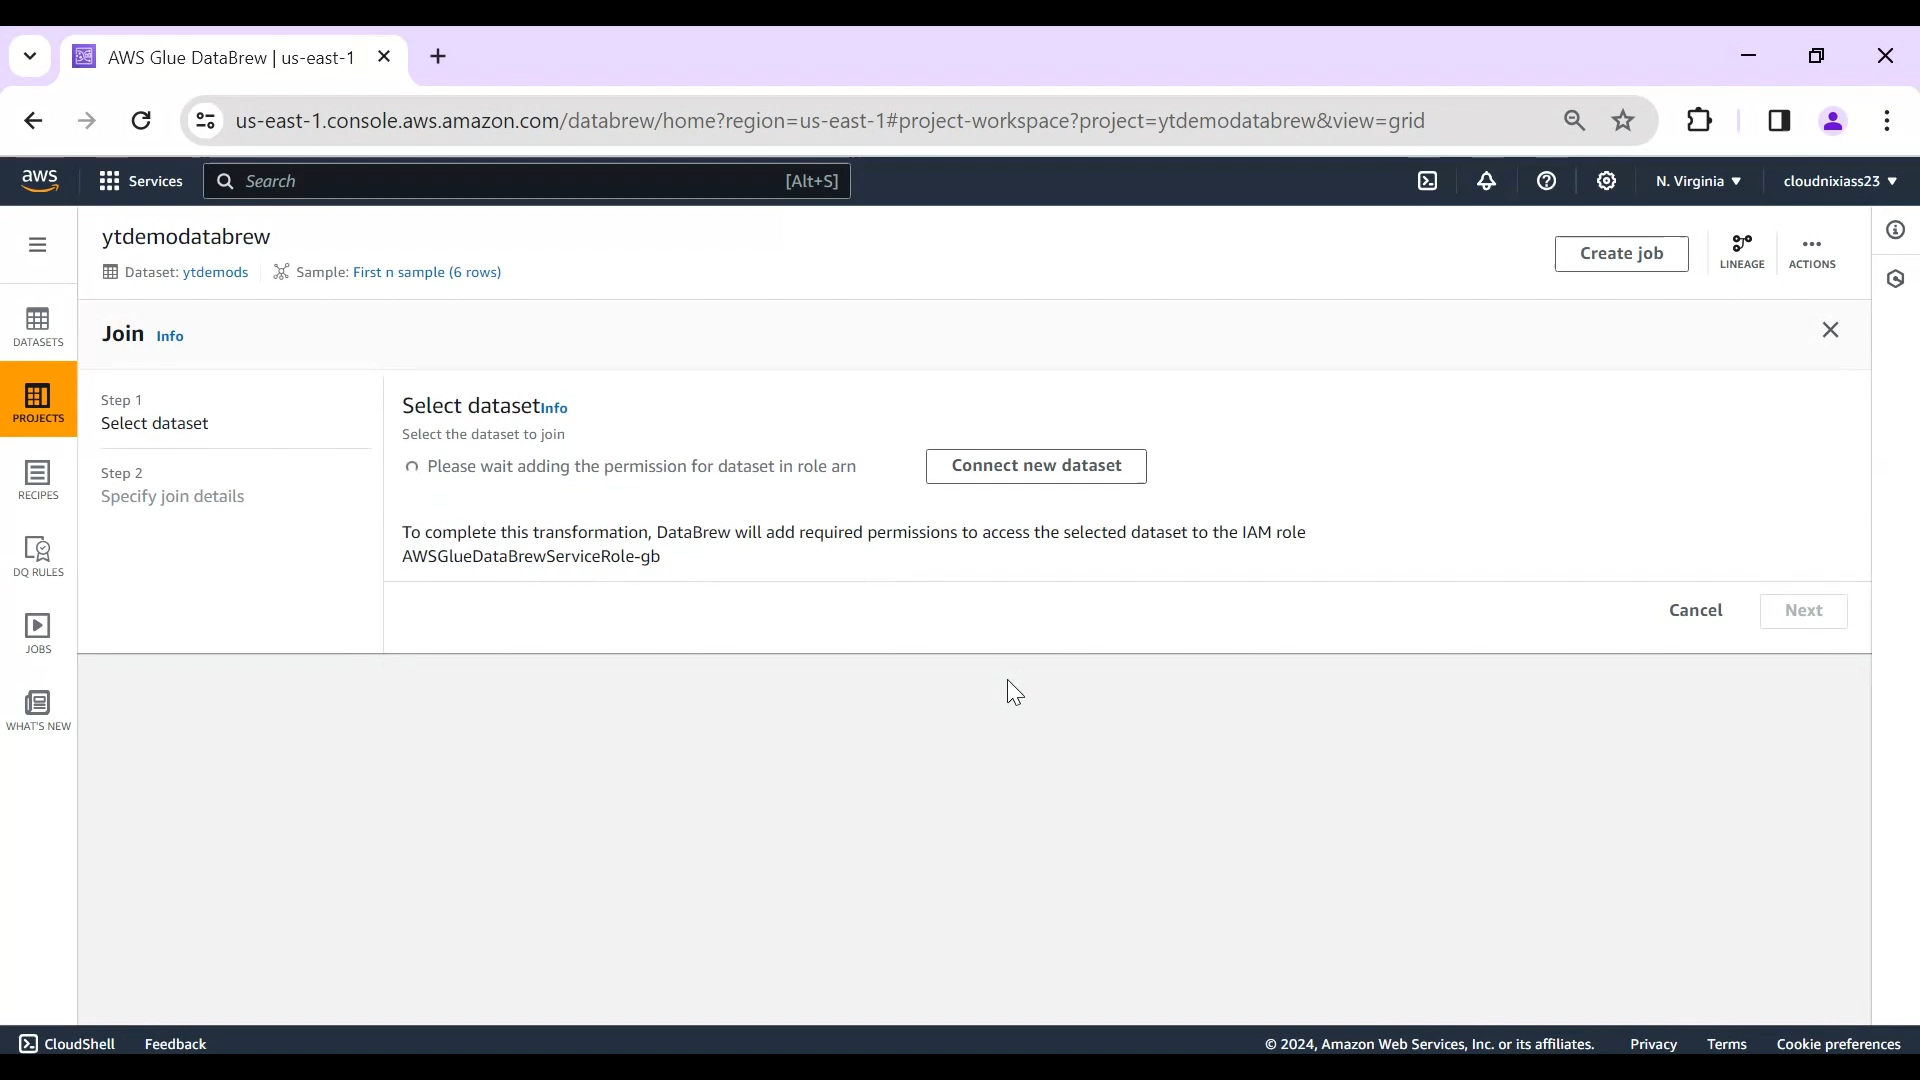 AWS Glue DataBrew | us-east-1
us-east-1.console.aws.amazon.com/databrew/home?region=us-east-1#project-workspace?project=ytdemodatabrew&view=grid
aws Services Search [Alt+S] N. Virginia cloudnixiass23
ytdemodatabrew
Dataset: ytdemods Sample: First n sample (6 rows)
Create job LINEAGE ACTIONS
DATASETS
PROJECTS
RECIPES
DQ RULES
JOBS
WHAT'S NEW
Join Info
Step 1
Select dataset
Step 2
Specify join details
Select datasetInfo
Select the dataset to join
Please wait adding the permission for dataset in role arn Connect new dataset
To complete this transformation, DataBrew will add required permissions to access the selected dataset to the IAM role
AWSGlueDataBrewServiceRole-gb
Cancel Next
CloudShell Feedback © 2024, Amazon Web Services, Inc. or its affiliates. Privacy Terms Cookie preferences